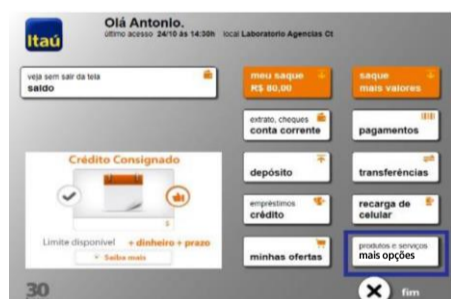 Itaú
Olá Antonio.
último acesso 24/10 às 14:30h local Laboratorio Agencias Ct
veja sem sair da tela
saldo
meu saque
R$ 80,00
saque
mais valores
extrato, cheques
conta corrente
pagamentos
Crédito Consignado
Limite disponível + dinheiro + prazo
Saiba mais
depósito
transferências
empréstimos
crédito
recarga de
celular
minhas ofertas
produtos e serviços
mais opções
30
fim